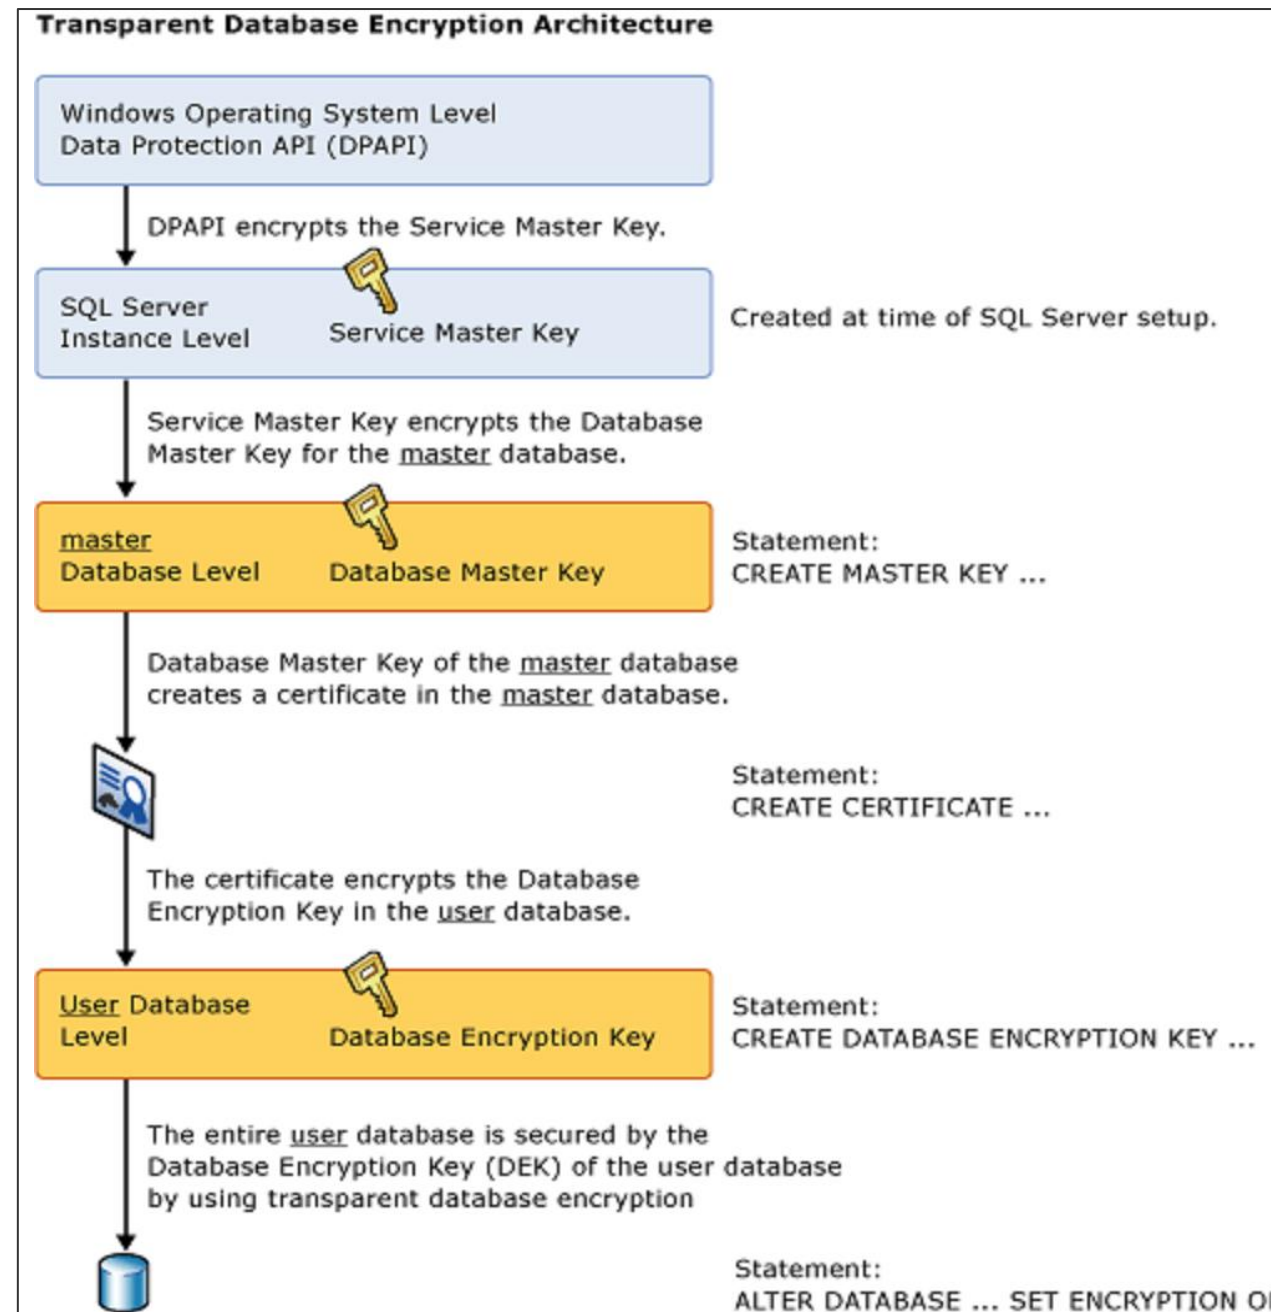 Transparent Database Encryption Architecture
Windows Operating System Level
Data Protection API (DPAPI)
DPAPI encrypts the Service Master Key.
SQL Server
Instance Level
Service Master Key
Created at time of SQL Server setup.
Service Master Key encrypts the Database
Master Key for the master database.
master
Database Level
Database Master Key
Statement:
CREATE MASTER KEY ...
Database Master Key of the master database
creates a certificate in the master database.
Statement:
CREATE CERTIFICATE ...
The certificate encrypts the Database
Encryption Key in the user database.
User Database
Level
Database Encryption Key
Statement:
CREATE DATABASE ENCRYPTION KEY ...
The entire user database is secured by the
Database Encryption Key (DEK) of the user database
by using transparent database encryption
Statement:
ALTER DATABASE ... SET ENCRYPTION